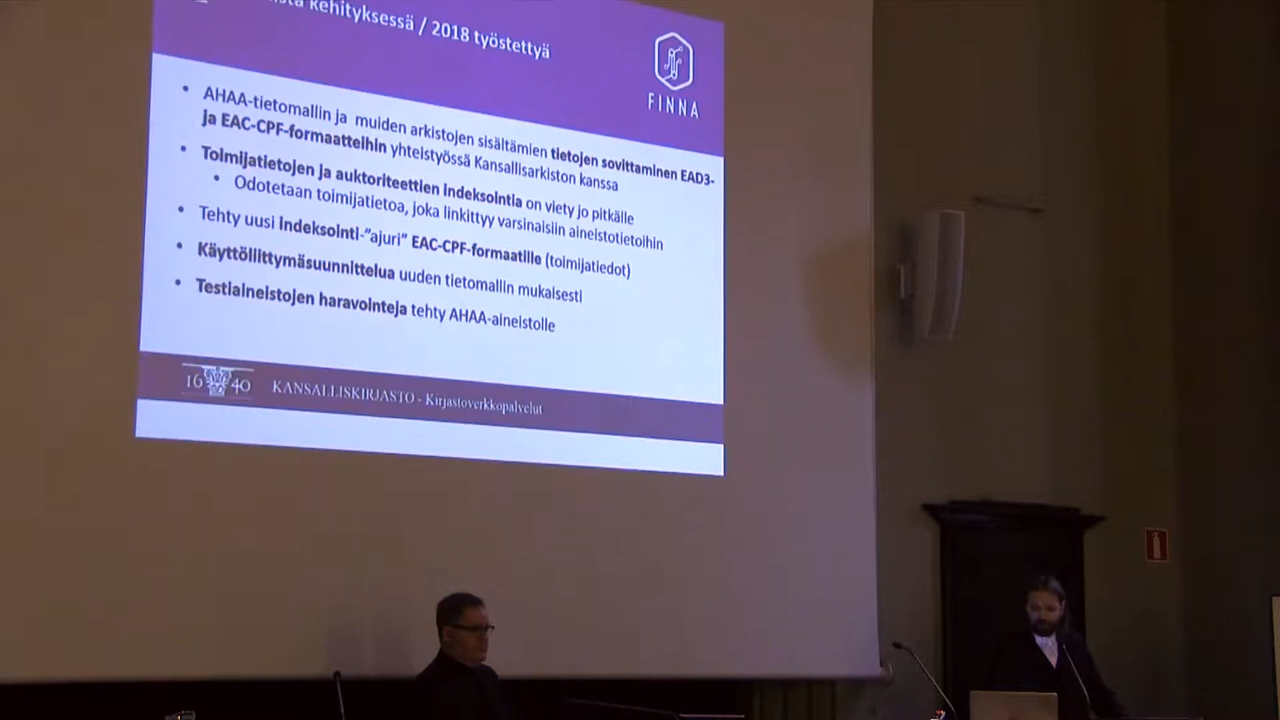 kehityksessä / 2018 työstettyä
FINNA
• AHAA-tietomallin ja muiden arkistojen sisältämien tietojen sovittaminen EAD3-
ja EAC-CPF-formaatteihin yhteistyössä Kansallisarkiston kanssa
• Toimijatietojen ja auktoriteettien indeksointia on viety jo pitkälle
• Odotetaan toimijatietoa, joka linkittyy varsinaisiin aineistotietoihin
• Tehty uusi indeksointi-”ajuri” EAC-CPF-formaatille (toimijatiedot)
• Käyttöliittymäsuunnittelua uuden tietomallin mukaisesti
• Testiaineistojen haravointeja tehty AHAA-aineistolle
16 40 KANSALLISKIRJASTO - Kirjastoverkkopalvelut